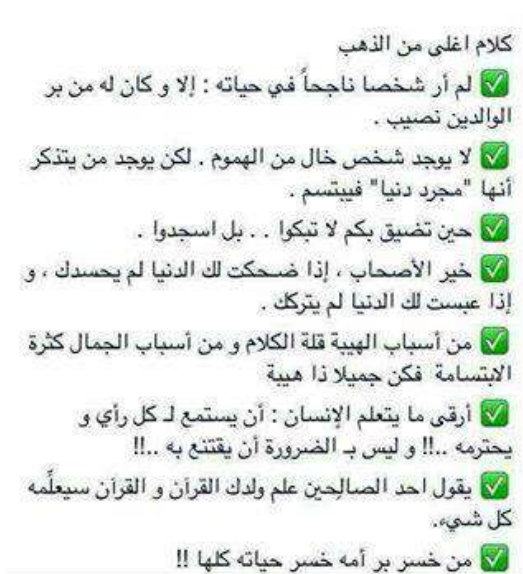 كلام اغلى من الذهب
✅ لم أر شخصا ناجحاً في حياته : إلا و كان له من بر
الوالدين نصيب .
✅ لا يوجد شخص خال من الهموم . لكن يوجد من يتذكر
أنها "مجرد دنيا" فيبتسم .
✅ حين تضيق بكم لا تبكوا . . بل اسجدوا .
✅ خير الأصحاب ، إذا ضحكت لك الدنيا لم يحسدك ، و
إذا عبست لك الدنيا لم يتركك .
✅ من أسباب الهيبة قلة الكلام و من أسباب الجمال كثرة
الابتسامة فكن جميلا ذا هيبة
✅ أرقى ما يتعلم الإنسان : أن يستمع لـ كل رأي و
يحترمه ..!! و ليس بـ الضرورة أن يقتنع به ..!!
✅ يقول احد الصالِحين علم ولدك القرآن و القرآن سيعلِّمه
كل شيء.
✅ من خسر بر أمه خسر حياته كلها !!